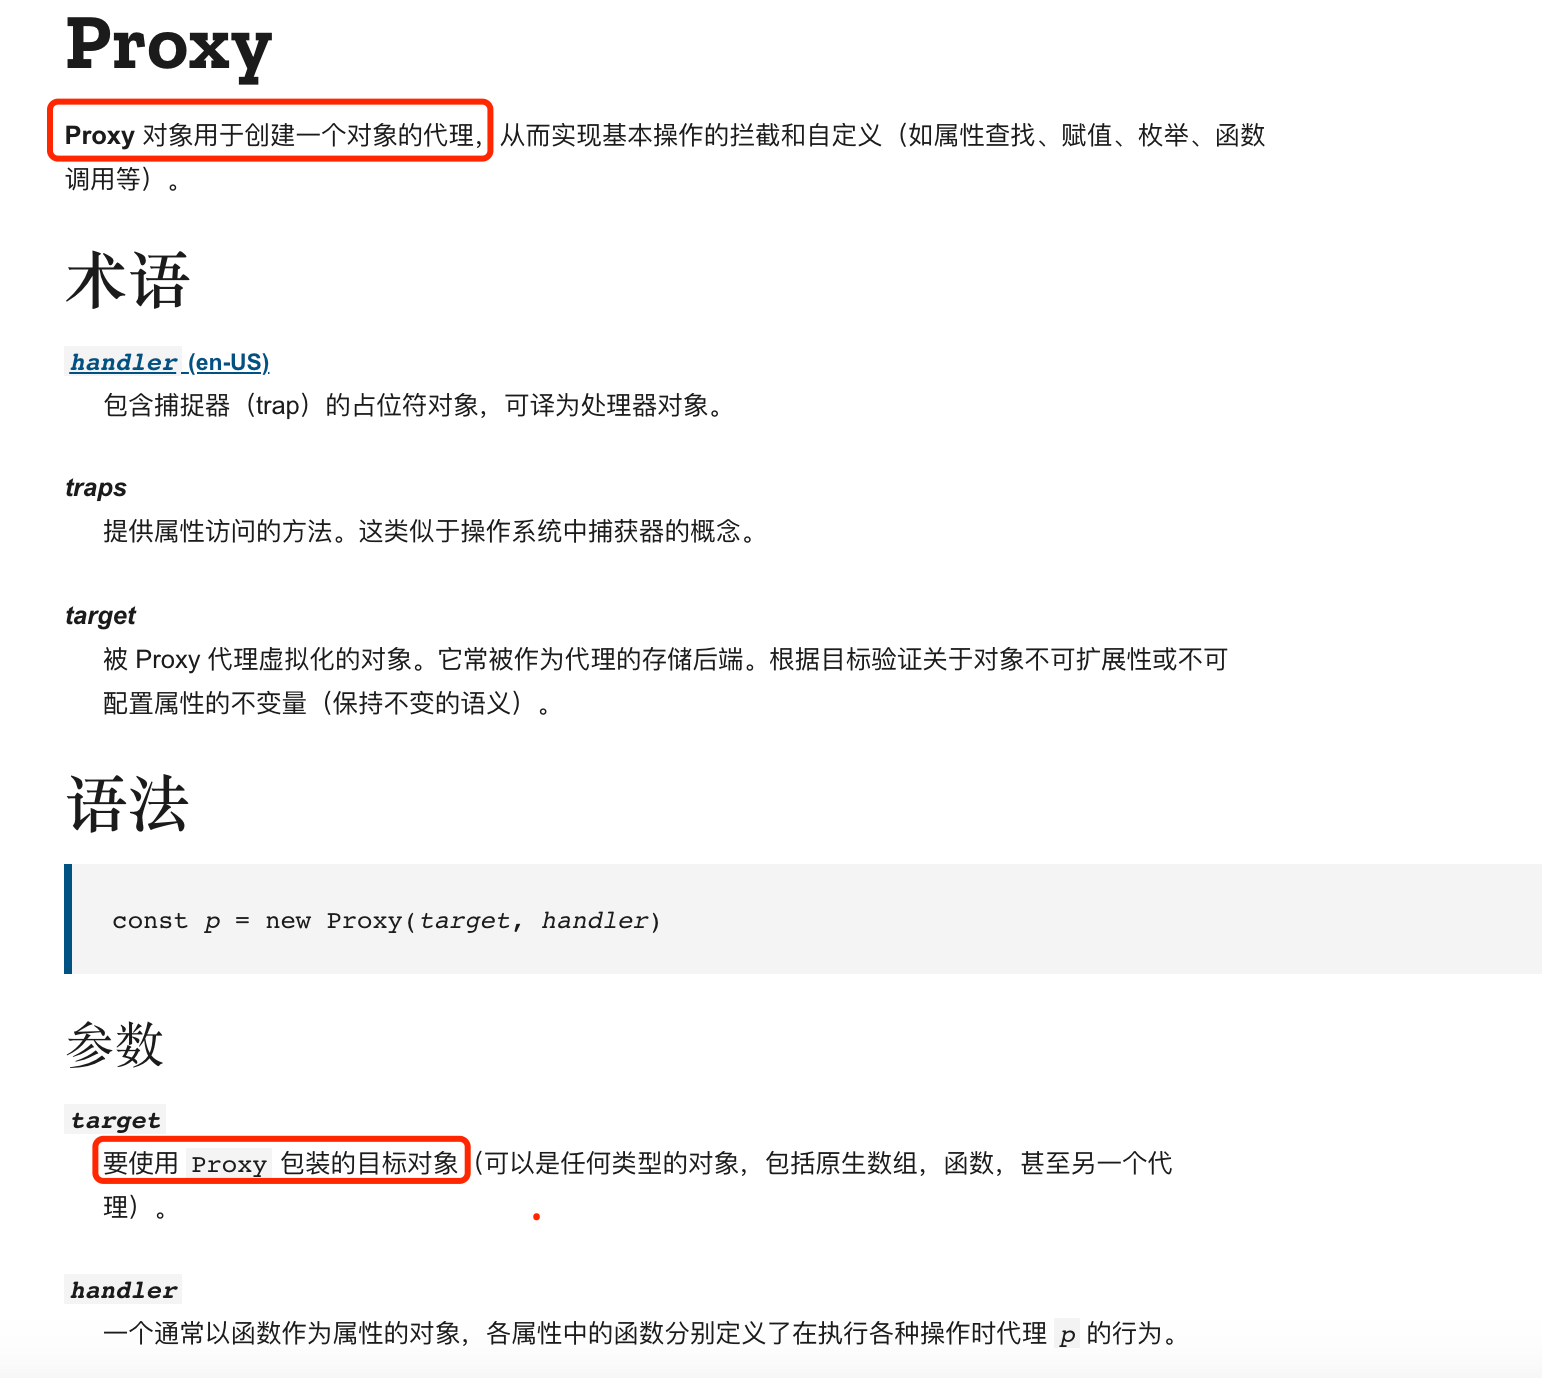 Proxy
Proxy 对象用于创建一个对象的代理，从而实现基本操作的拦截和自定义（如属性查找、赋值、枚举、函数
调用等）。
术语
handler (en-US)
包含捕捉器（trap）的占位符对象，可译为处理器对象。
traps
提供属性访问的方法。这类似于操作系统中捕获器的概念。
target
被 Proxy 代理虚拟化的对象。它常被作为代理的存储后端。根据目标验证关于对象不可扩展性或不可
配置属性的不变量（保持不变的语义）。
语法
const p = new Proxy(target, handler)
参数
target
要使用 Proxy 包装的目标对象（可以是任何类型的对象，包括原生数组，函数，甚至另一个代
理）。
handler
一个通常以函数作为属性的对象，各属性中的函数分别定义了在执行各种操作时代理 p 的行为。